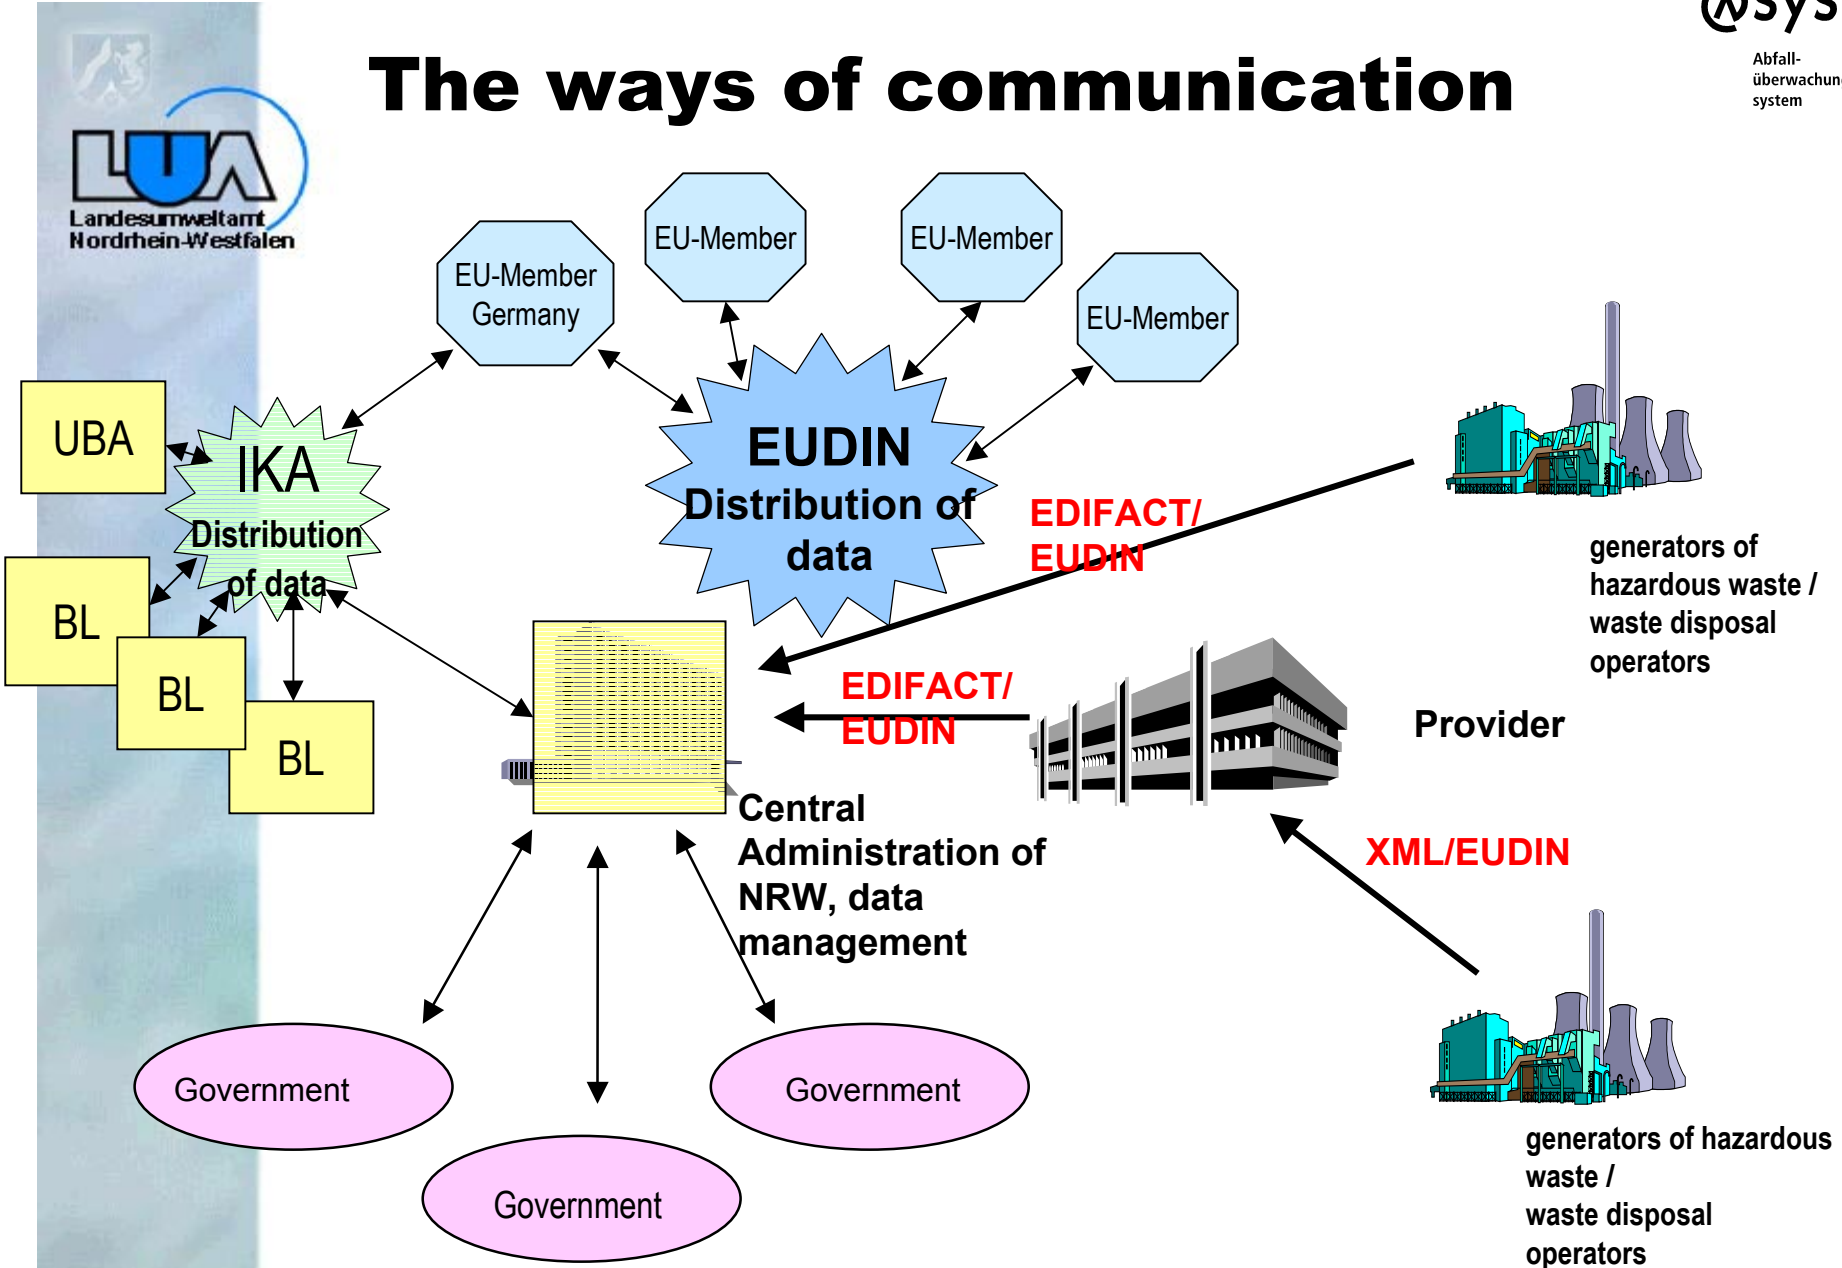 The ways of communication
Abfall-
überwachun
system
LUA
Landesumweltamt
Nordrhein-Westfalen
EU-Member
Germany
EU-Member
EU-Member
EU-Member
UBA
IKA
Distribution
of data
BL
BL
BL
EUDIN
Distribution of
data
EDIFACT/
EUDIN
generators of
hazardous waste /
waste disposal
operators
EDIFACT/
EUDIN
Provider
Central
Administration of
NRW, data
management
XML/EUDIN
Government
Government
Government
generators of hazardous
waste /
waste disposal
operators